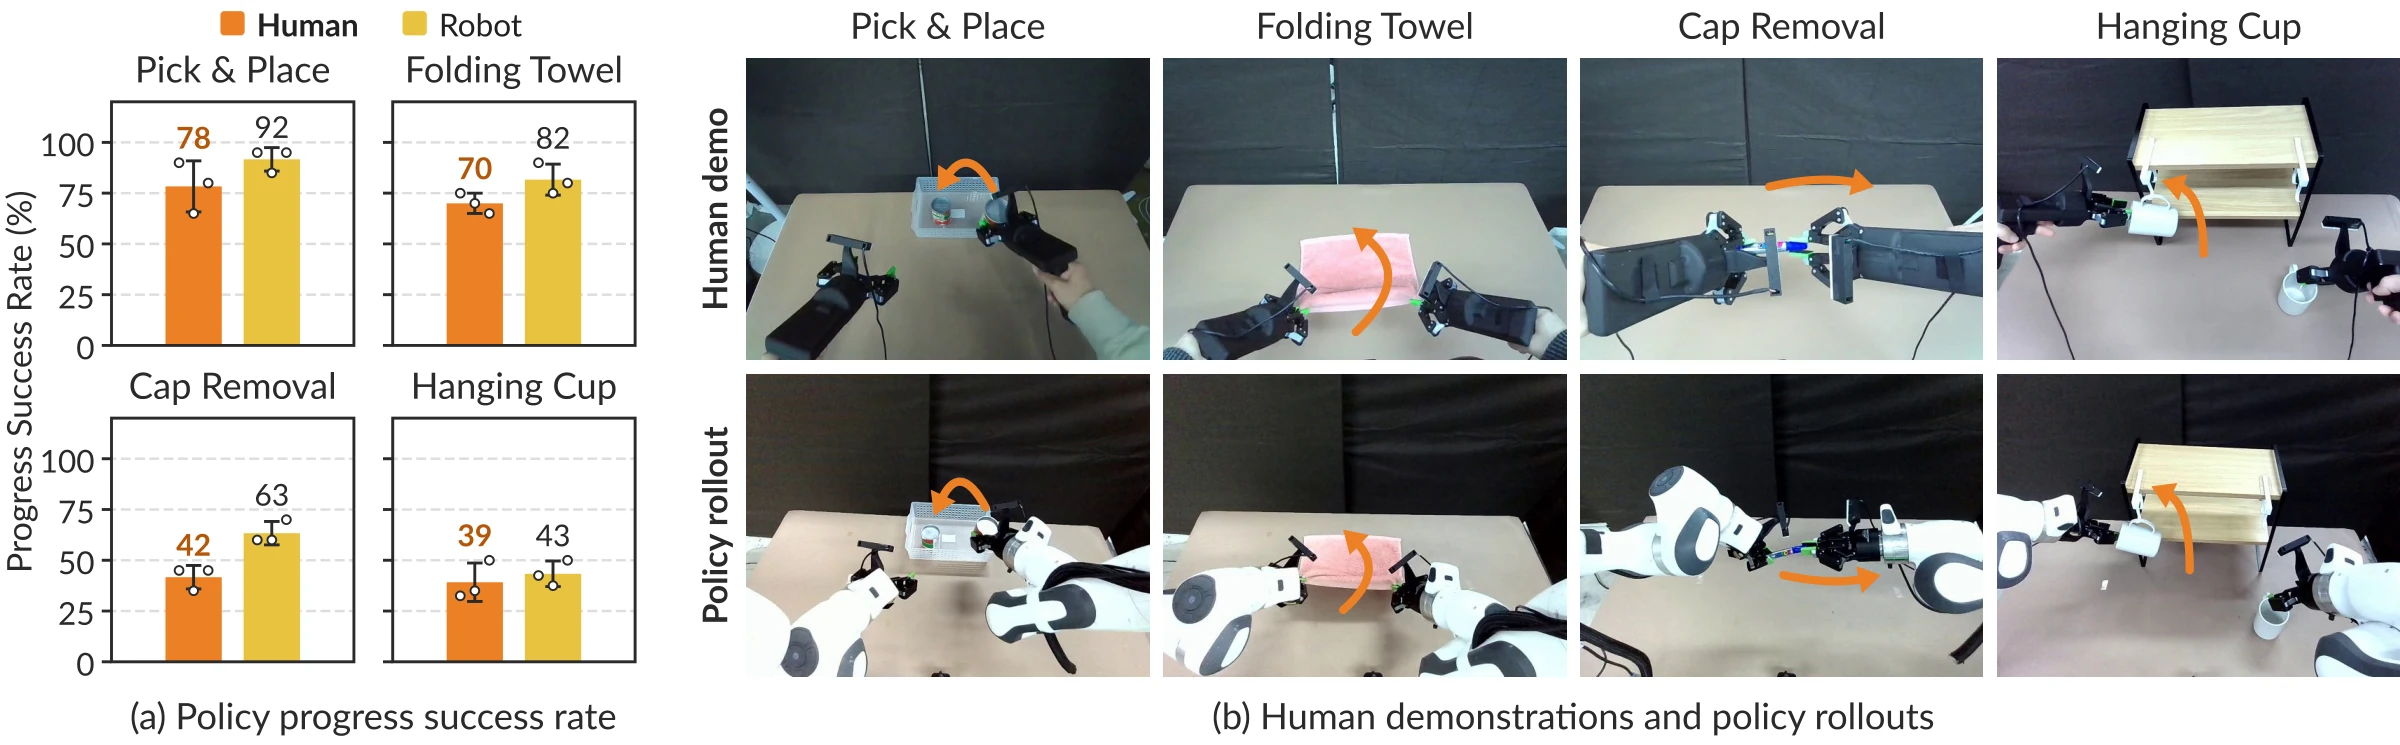 Human Robot
Pick & Place Folding Towel
Progress Success Rate (%)
100
75
50
25
0
78 92
70 82
Cap Removal Hanging Cup
100
75
50
25
0
42 63
39 43
(a) Policy progress success rate
Pick & Place Folding Towel Cap Removal Hanging Cup
Human demo
Policy rollout
(b) Human demonstrations and policy rollouts